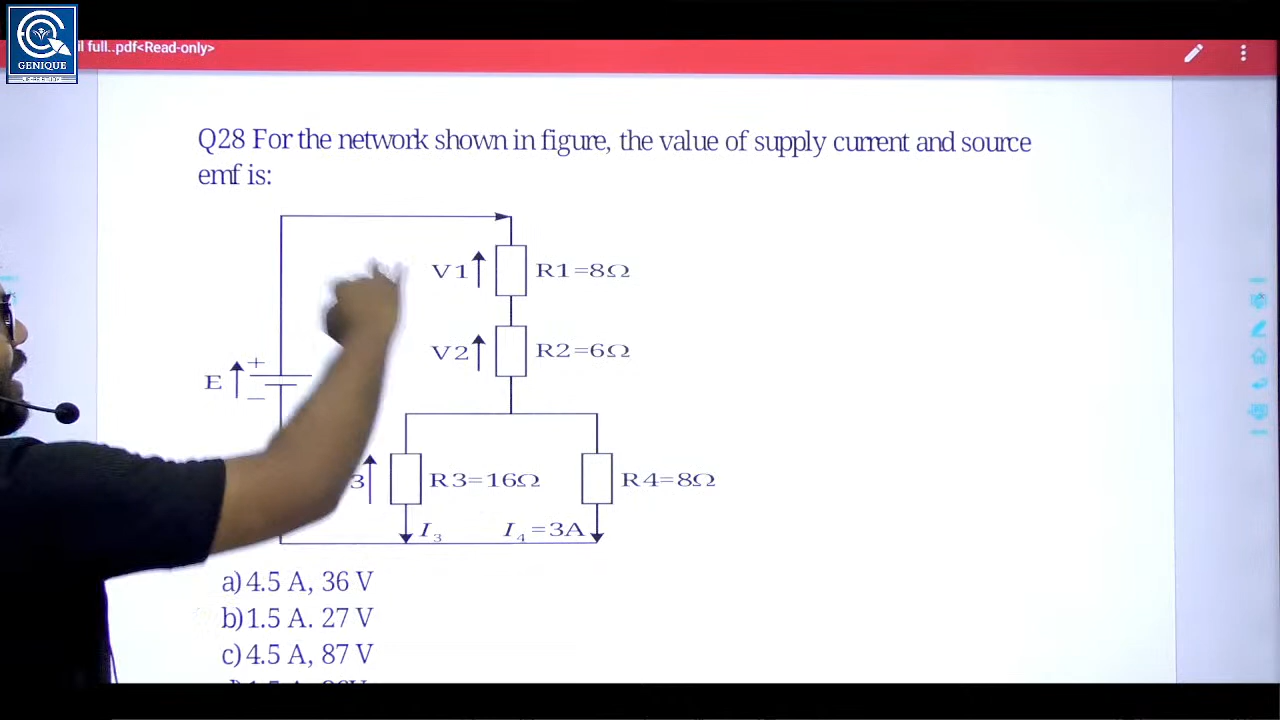 GENIQUE
il full..pdf<Read-only>
Q28 For the network shown in figure, the value of supply current and source
emf is:
V1 R1=8Ω
V2 R2=6Ω
+
E
−
3 R3=16Ω R4=8Ω
I₃ I₄=3A
a) 4.5 A, 36 V
b) 1.5 A. 27 V
c) 4.5 A, 87 V